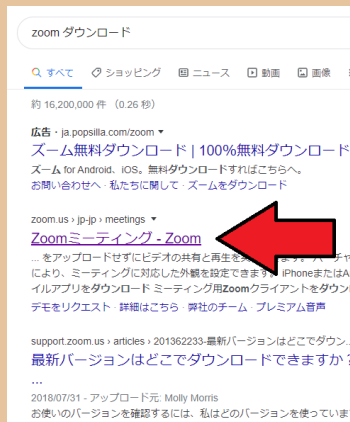 zoom ダウンロード
すべて ショッピング ニュース 動画 画像
約 16,200,000 件 (0.26 秒)
広告・ja.popsilla.com/zoom ▼
ズーム無料ダウンロード | 100%無料ダウンロード
ズーム for Android、iOS。無料ダウンロードすればこちらへ。
お問い合わせ · 私たちに関して · ズームをダウンロード
zoom.us › jp-jp › meetings ▼
Zoomミーティング - Zoom
... をアップロードせずにビデオの共有と再生を
により、ミーティングに対応した外観を設定できます。 iPhoneまたはA
イルアプリをダウンロード ミーティング用Zoomクライアントをダウン
デモをリクエスト · 詳細はこちら · 弊社のチーム · プレミアム音声
support.zoom.us › articles › 201362233-最新バージョンはどこでダウン...
最新バージョンはどこでダウンロードできますか?
...
2018/07/31 - アップロード元: Molly Morris
お使いのバージョンを確認するには、私はどのバージョンを使っていま